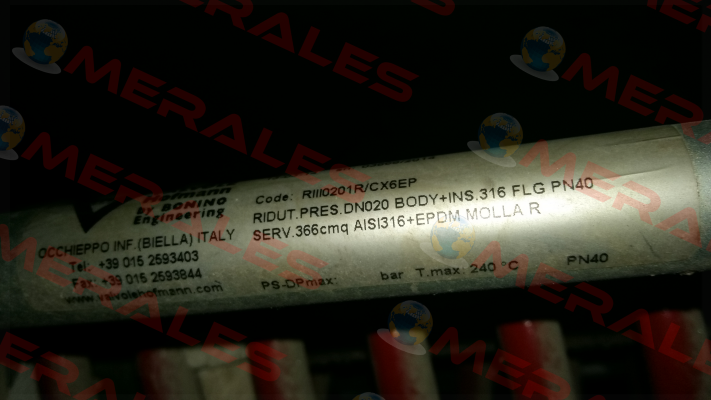 Hofmann
by BONINO
Engineering
OCCHIEPPO INF.(BIELLA) ITALY
Tel: +39 015 2593403
Fax: +39 015 2593844
www.valvolehofmann.com
Code: RIII0201R/CX6EP
RIDUT.PRES.DN020 BODY+INS.316 FLG PN40
SERV.366cmq AISI316+EPDM MOLLA R
PS-DPmax: bar T.max: 240 °C PN40
MERALES
MERALES
MERALES
MERALES
MERALES